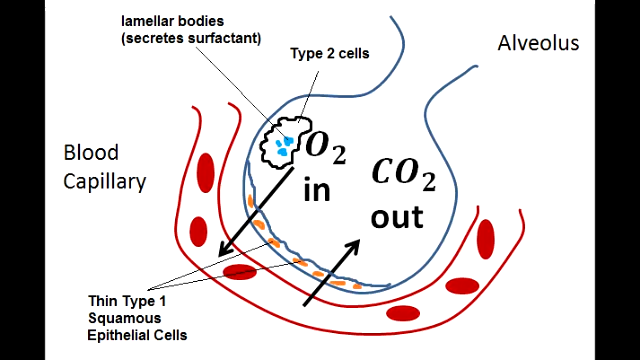 lamellar bodies
(secretes surfactant)
Type 2 cells
Alveolus
Blood
Capillary
O₂
in
CO₂
out
Thin Type 1
Squamous
Epithelial Cells